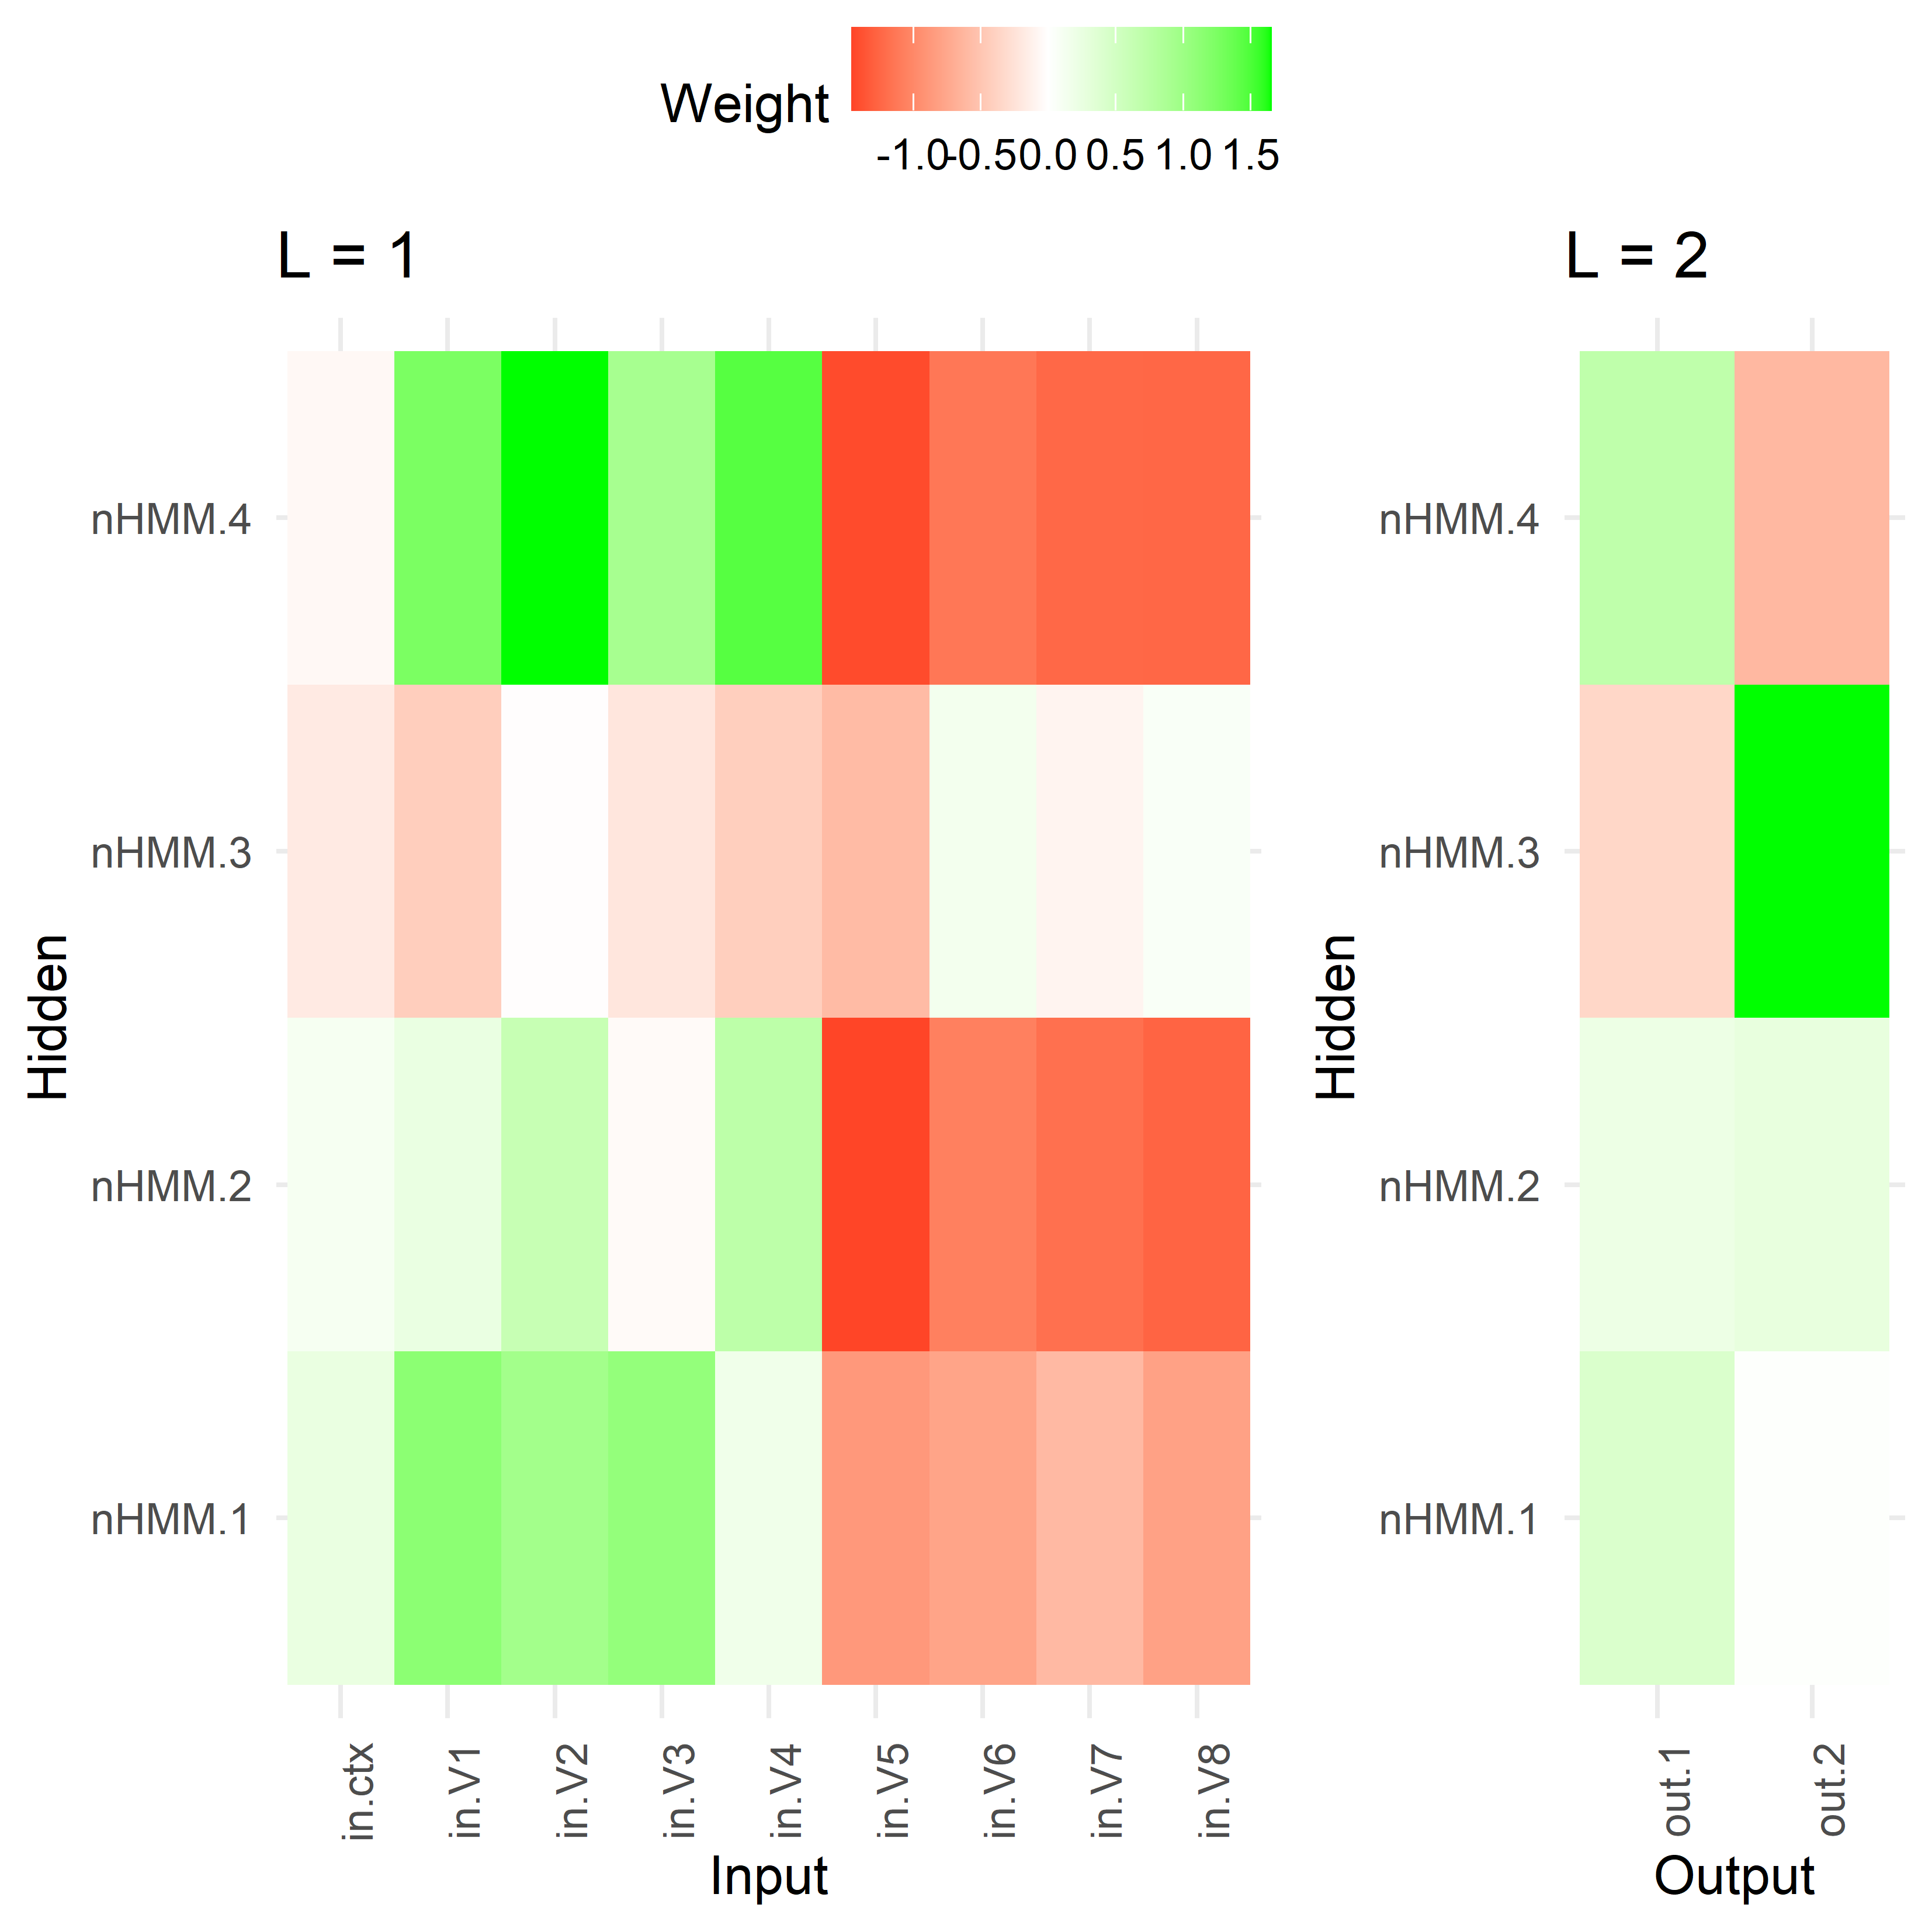 Weight
-1.0 -0.5 0.0 0.5 1.0 1.5
L = 1
L = 2
Hidden
nHMM.4
nHMM.3
nHMM.2
nHMM.1
in.ctx
in.V1
in.V2
in.V3
in.V4
in.V5
in.V6
in.V7
in.V8
Input
Hidden
nHMM.4
nHMM.3
nHMM.2
nHMM.1
out.1
out.2
Output